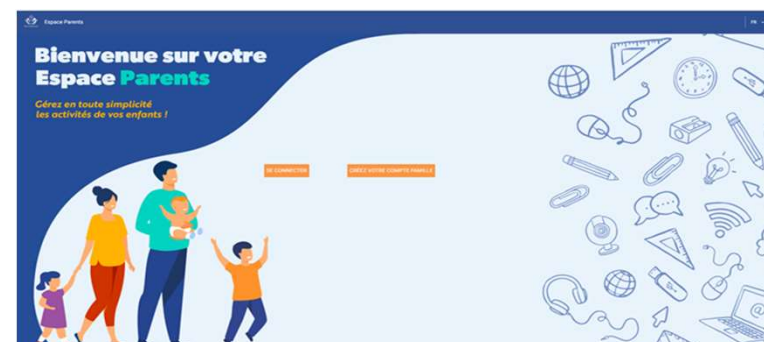 Espace Parents
FR
Bienvenue sur votre
Espace Parents
Gérez en toute simplicité
les activités de vos enfants !
SE CONNECTER
CRÉEZ VOTRE COMPTE FAMILLE
@